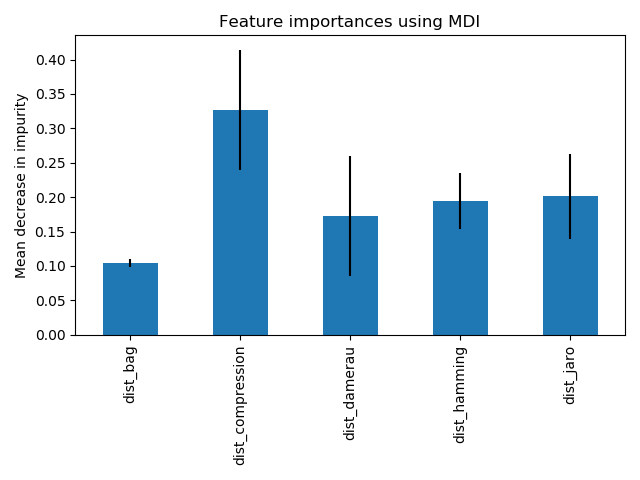 Feature importances using MDI
Mean decrease in impurity
0.40
0.35
0.30
0.25
0.20
0.15
0.10
0.05
0.00
dist_bag
dist_compression
dist_damerau
dist_hamming
dist_jaro